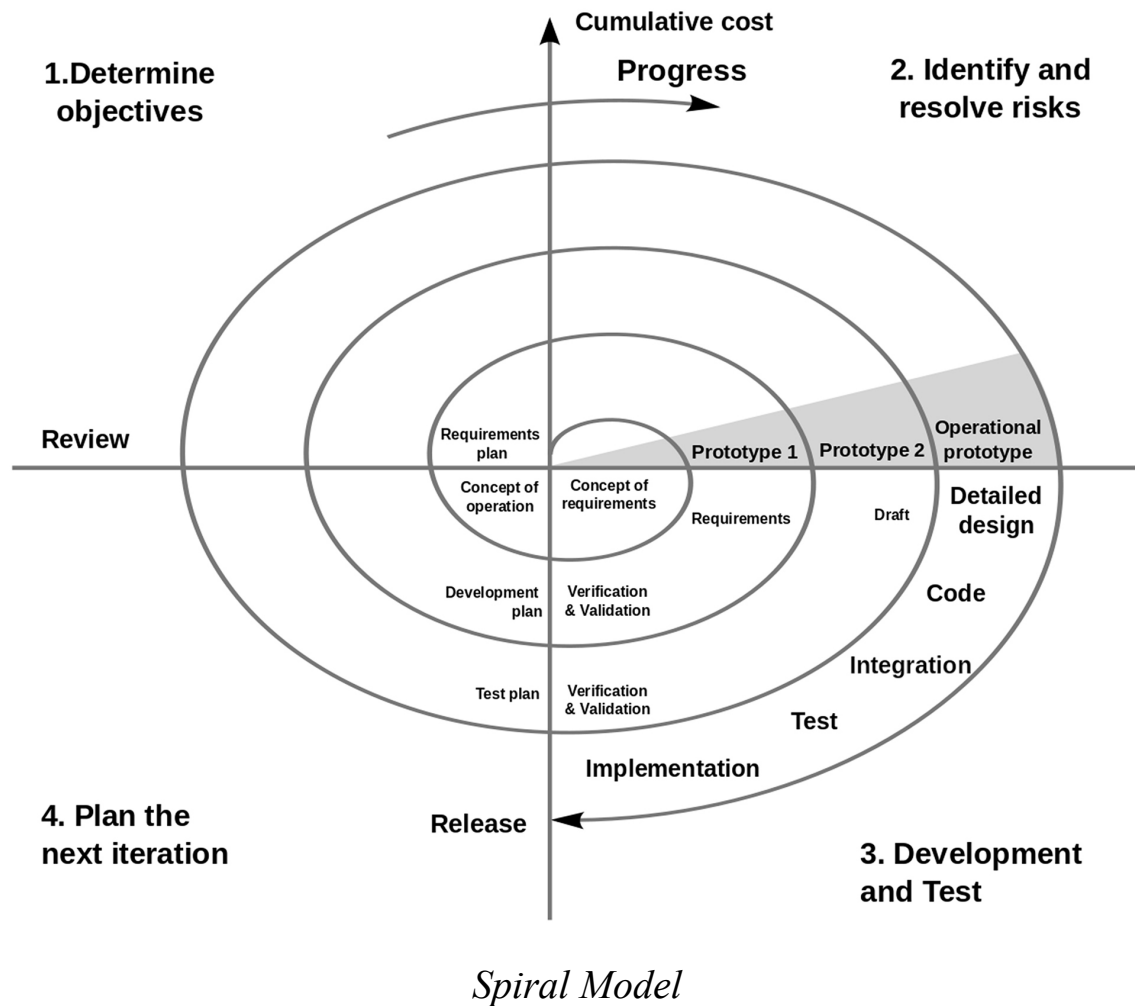 Cumulative cost
Progress
1.Determine
objectives
2. Identify and
resolve risks
Review
Requirements
plan
Prototype 1
Prototype 2
Operational
prototype
Concept of
operation
Concept of
requirements
Requirements
Draft
Detailed
design
Development
plan
Verification
& Validation
Code
Integration
Test plan
Verification
& Validation
Test
Implementation
Release
4. Plan the
next iteration
3. Development
and Test
Spiral Model